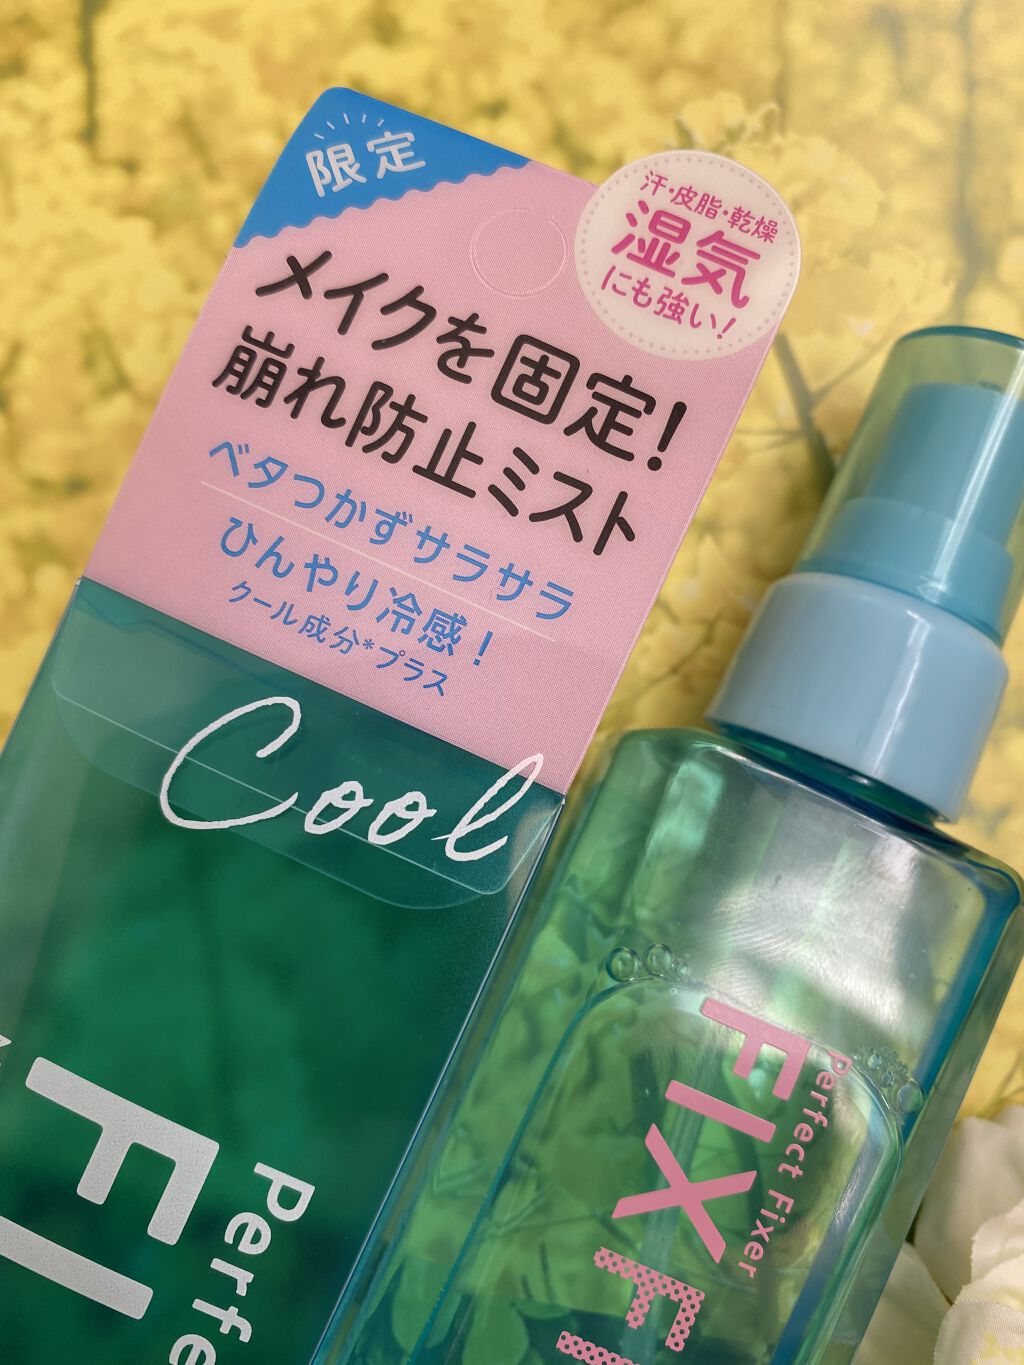 限定
汗・皮脂・乾燥
湿気
にも強い!
メイクを固定!
崩れ防止ミスト
ベタつかずサラサラ
ひんやり冷感!
クール成分*プラス
Cool
FI
Perfe
FIXE
Perfect Fixer